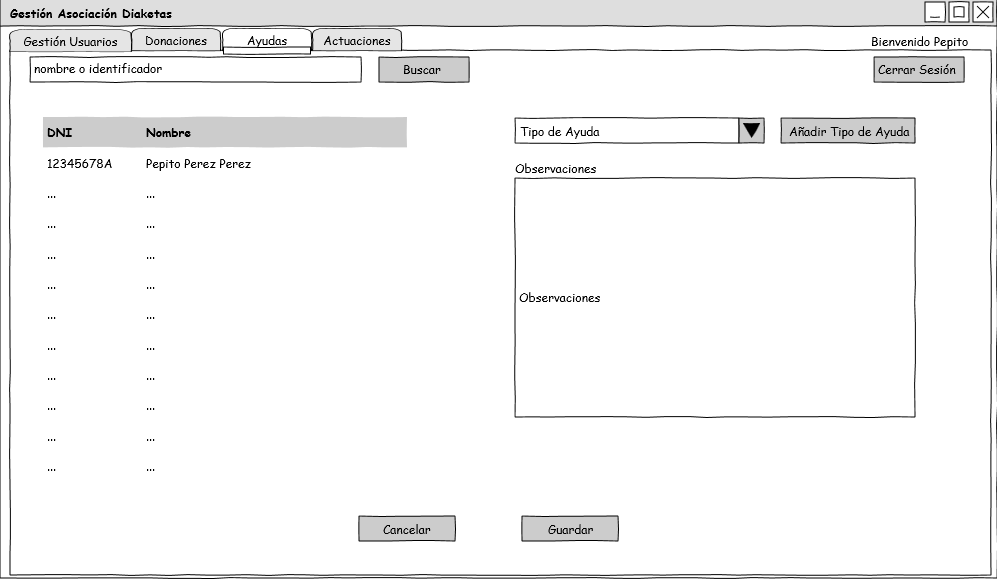 Gestión Asociación Diaketas
Gestión Usuarios Donaciones Ayudas Actuaciones Bienvenido Pepito
nombre o identificador Buscar Cerrar Sesión
DNI Nombre
12345678A Pepito Perez Perez
... ...
... ...
... ...
... ...
... ...
... ...
... ...
... ...
... ...
... ...
Tipo de Ayuda Añadir Tipo de Ayuda
Observaciones
Observaciones
Cancelar Guardar